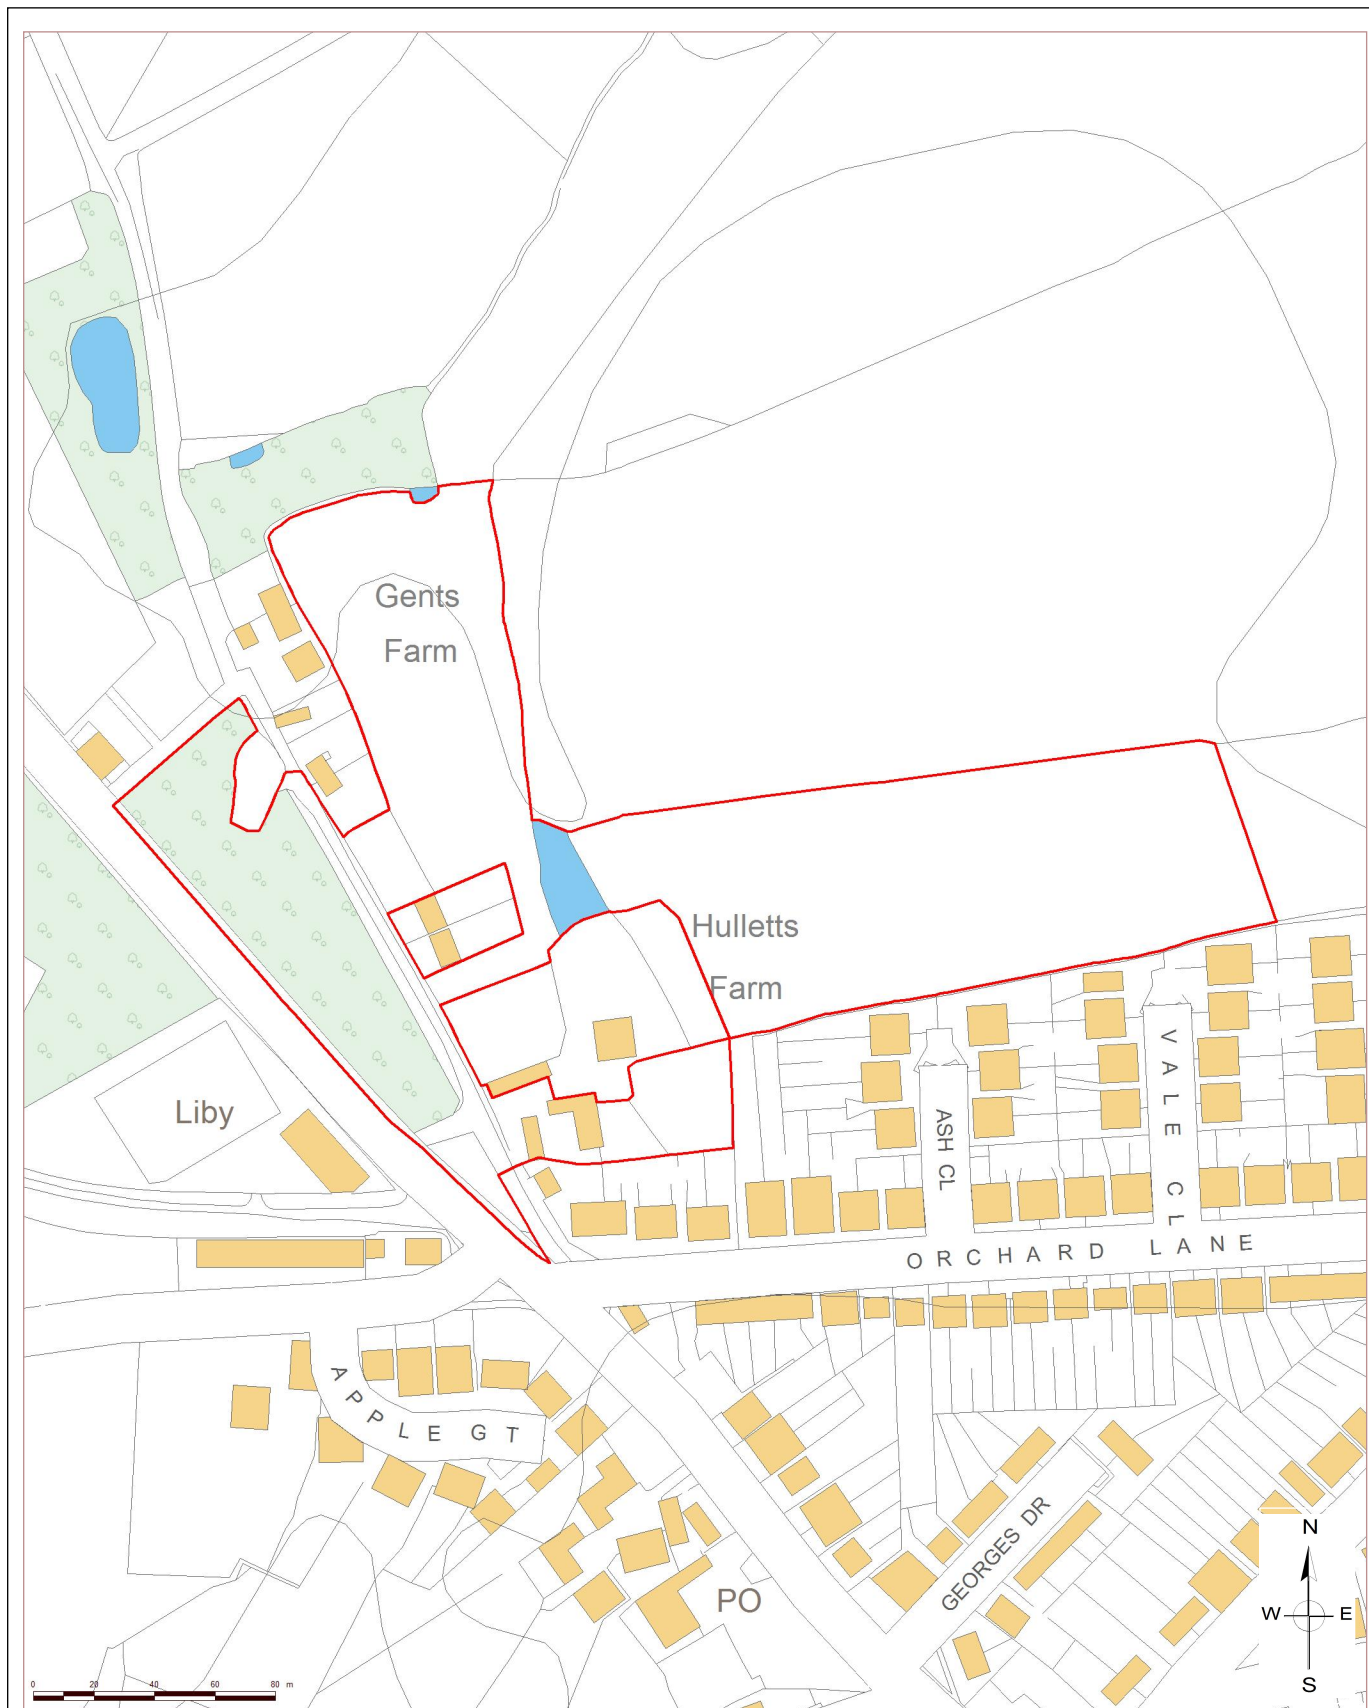 Gents
Farm
Hulletts
Farm
Liby
ASH CL
VALE CL
ORCHARD LANE
APPLE GT
GEORGES DR
PO
N
W E
S
0 20 40 60 80 m